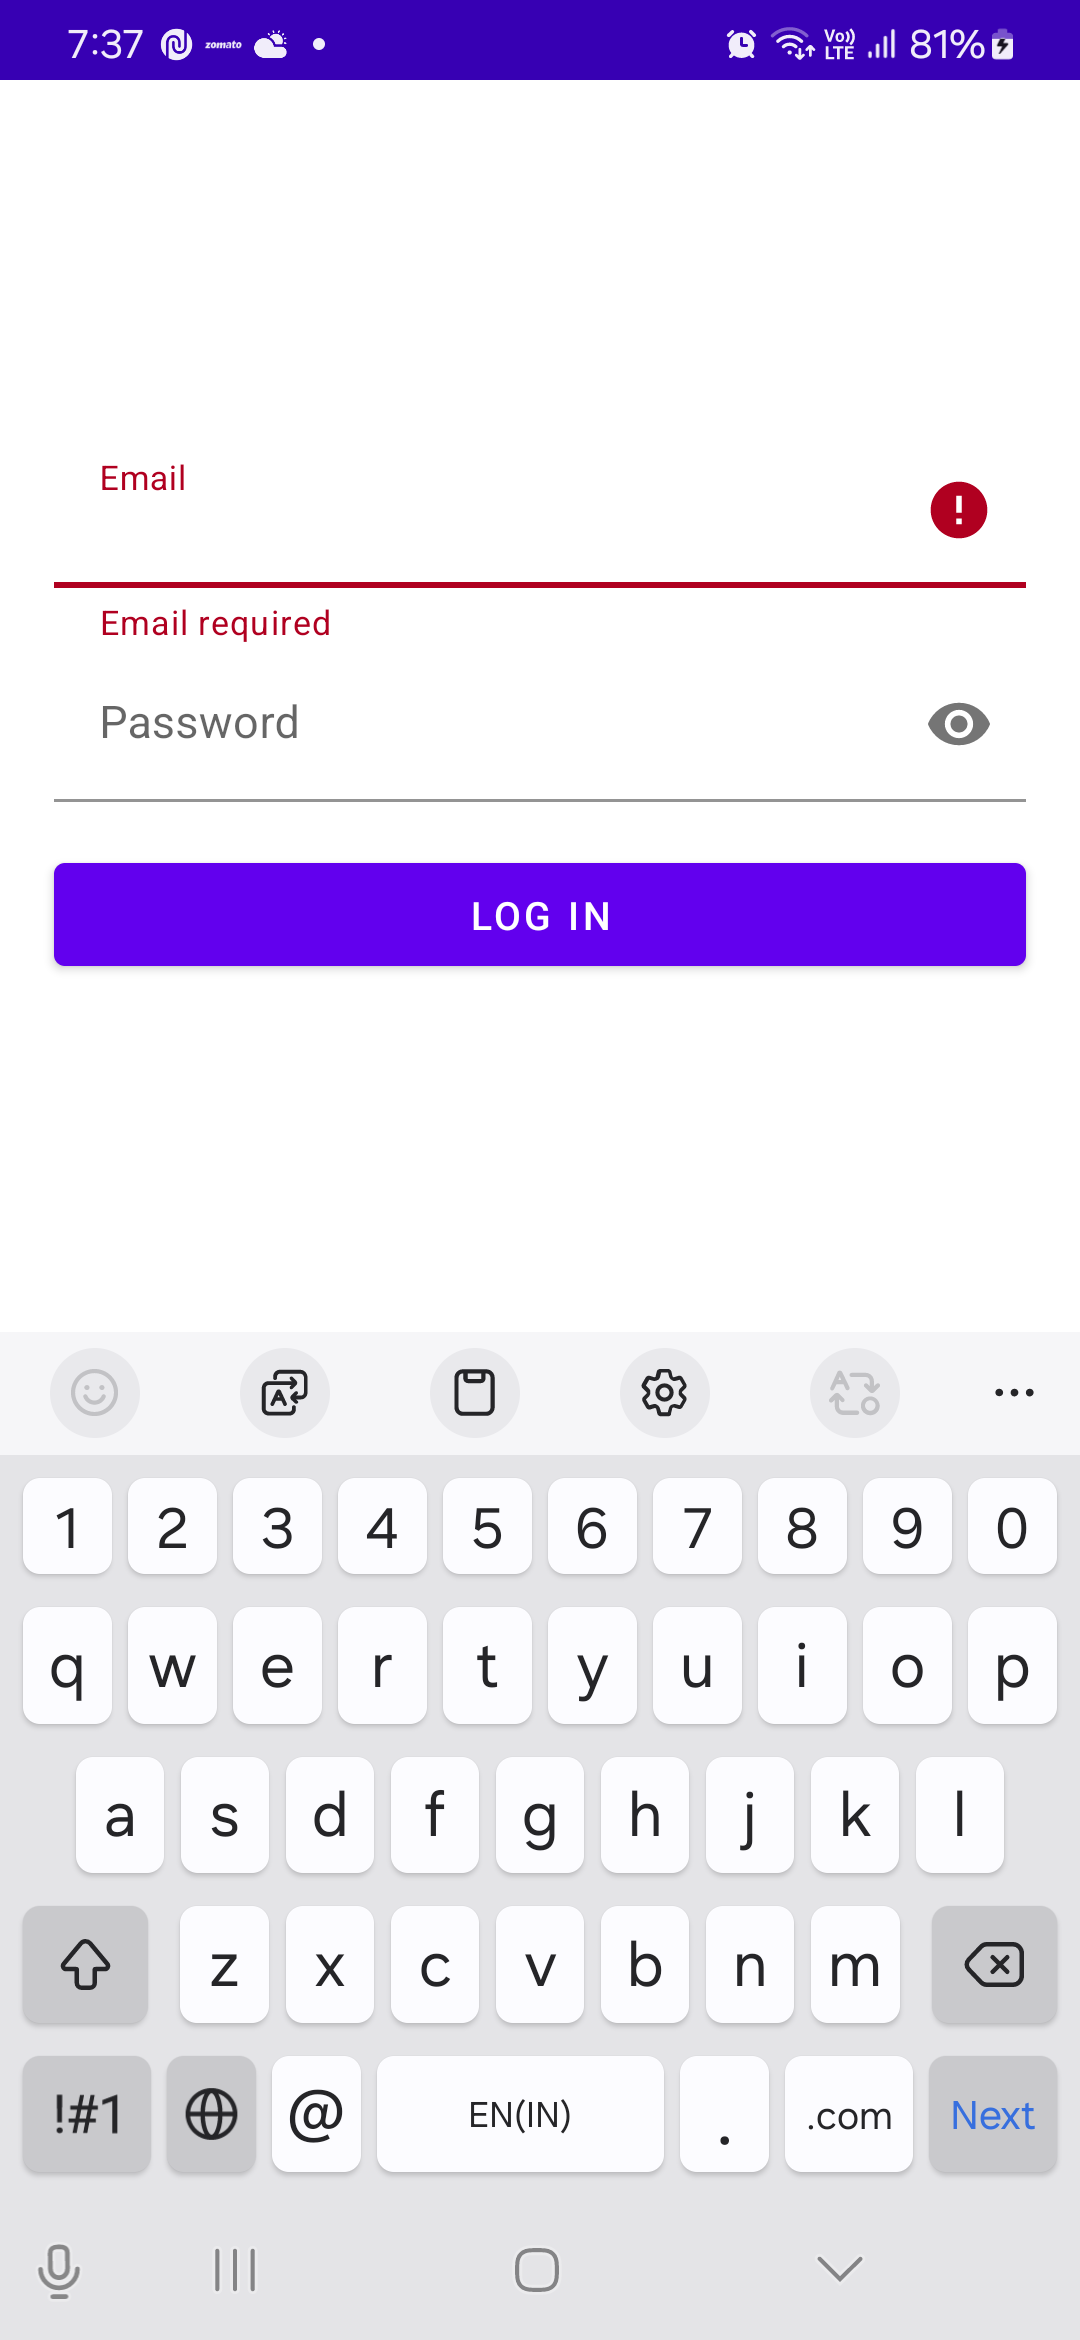 7:37 zomato Vo)) LTE 81%
Email
!
Email required
Password
LOG IN
1 2 3 4 5 6 7 8 9 0
q w e r t y u i o p
a s d f g h j k l
z x c v b n m
!#1 @ EN(IN) . .com Next